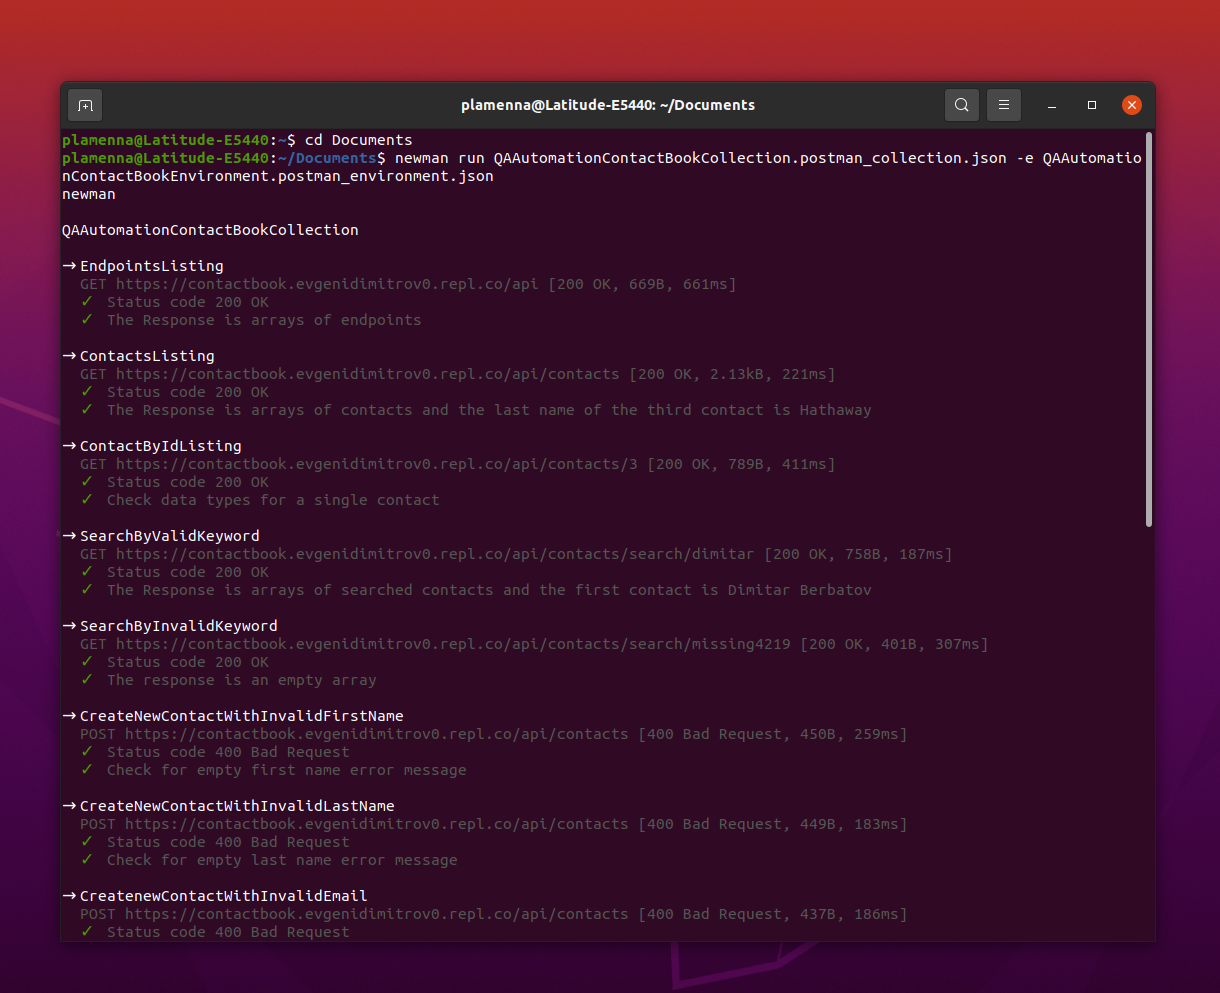 plamenna@Latitude-E5440: ~/Documents
plamenna@Latitude-E5440:~$ cd Documents
plamenna@Latitude-E5440:~/Documents$ newman run QAAutomationContactBookCollection.postman_collection.json -e QAAutomatio
nContactBookEnvironment.postman_environment.json
newman
QAAutomationContactBookCollection
→ EndpointsListing
GET https://contactbook.evgenidimitrov0.repl.co/api [200 OK, 669B, 661ms]
✓ Status code 200 OK
✓ The Response is arrays of endpoints
→ ContactsListing
GET https://contactbook.evgenidimitrov0.repl.co/api/contacts [200 OK, 2.13kB, 221ms]
✓ Status code 200 OK
✓ The Response is arrays of contacts and the last name of the third contact is Hathaway
→ ContactByIdListing
GET https://contactbook.evgenidimitrov0.repl.co/api/contacts/3 [200 OK, 789B, 411ms]
✓ Status code 200 OK
✓ Check data types for a single contact
→ SearchByValidKeyword
GET https://contactbook.evgenidimitrov0.repl.co/api/contacts/search/dimitar [200 OK, 758B, 187ms]
✓ Status code 200 OK
✓ The Response is arrays of searched contacts and the first contact is Dimitar Berbatov
→ SearchByInvalidKeyword
GET https://contactbook.evgenidimitrov0.repl.co/api/contacts/search/missing4219 [200 OK, 401B, 307ms]
✓ Status code 200 OK
✓ The response is an empty array
→ CreateNewContactWithInvalidFirstName
POST https://contactbook.evgenidimitrov0.repl.co/api/contacts [400 Bad Request, 450B, 259ms]
✓ Status code 400 Bad Request
✓ Check for empty first name error message
→ CreateNewContactWithInvalidLastName
POST https://contactbook.evgenidimitrov0.repl.co/api/contacts [400 Bad Request, 449B, 183ms]
✓ Status code 400 Bad Request
✓ Check for empty last name error message
→ CreatenewContactWithInvalidEmail
POST https://contactbook.evgenidimitrov0.repl.co/api/contacts [400 Bad Request, 437B, 186ms]
✓ Status code 400 Bad Request